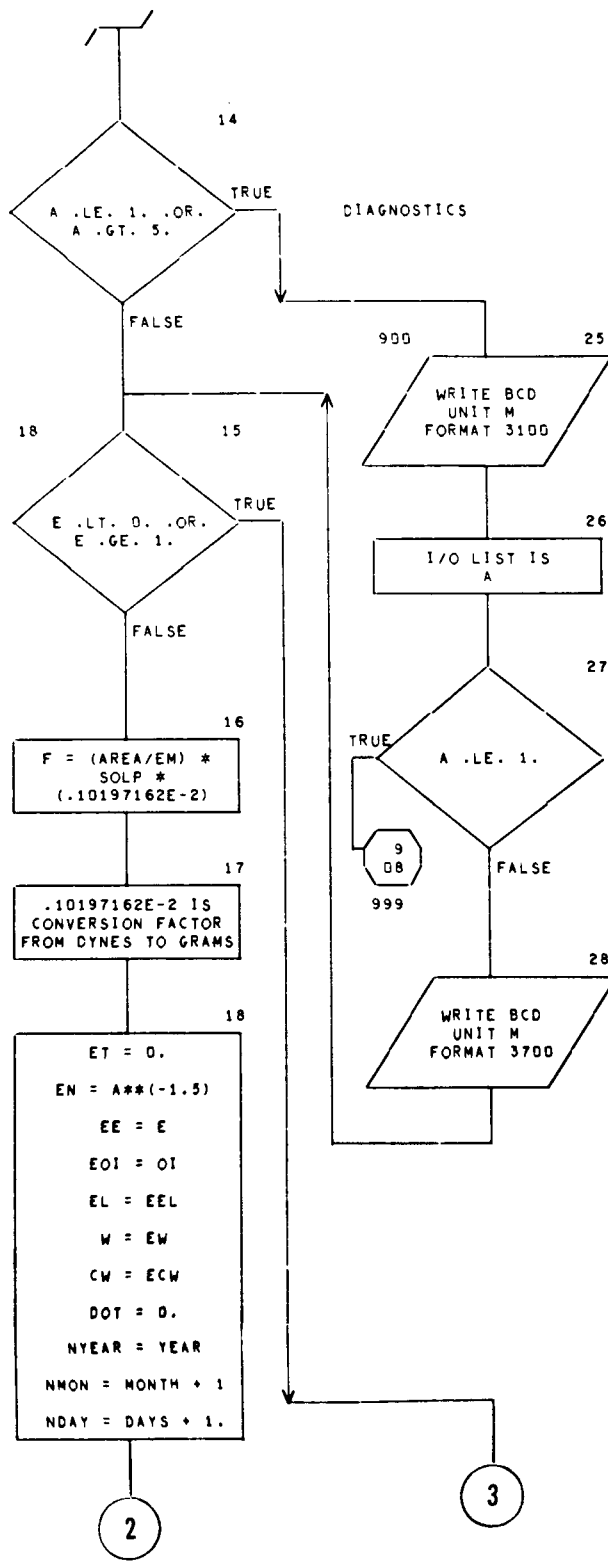 14
A .LE. 1. .OR.
A .GT. 5.
TRUE
DIAGNOSTICS
FALSE
900
25
WRITE BCD
UNIT M
FORMAT 3100
18
15
E .LT. 0. .OR.
E .GE. 1.
TRUE
FALSE
26
I/O LIST IS
A
27
TRUE
A .LE. 1.
FALSE
9
08
999
16
F = (AREA/EM) *
SOLP *
(.10197162E-2)
17
.10197162E-2 IS
CONVERSION FACTOR
FROM DYNES TO GRAMS
28
WRITE BCD
UNIT M
FORMAT 3700
18
ET = 0.
EN = A**(-1.5)
EE = E
EOI = OI
EL = EEL
W = EW
CW = ECW
DOT = 0.
NYEAR = YEAR
NMON = MONTH + 1
NDAY = DAYS + 1.
2
3